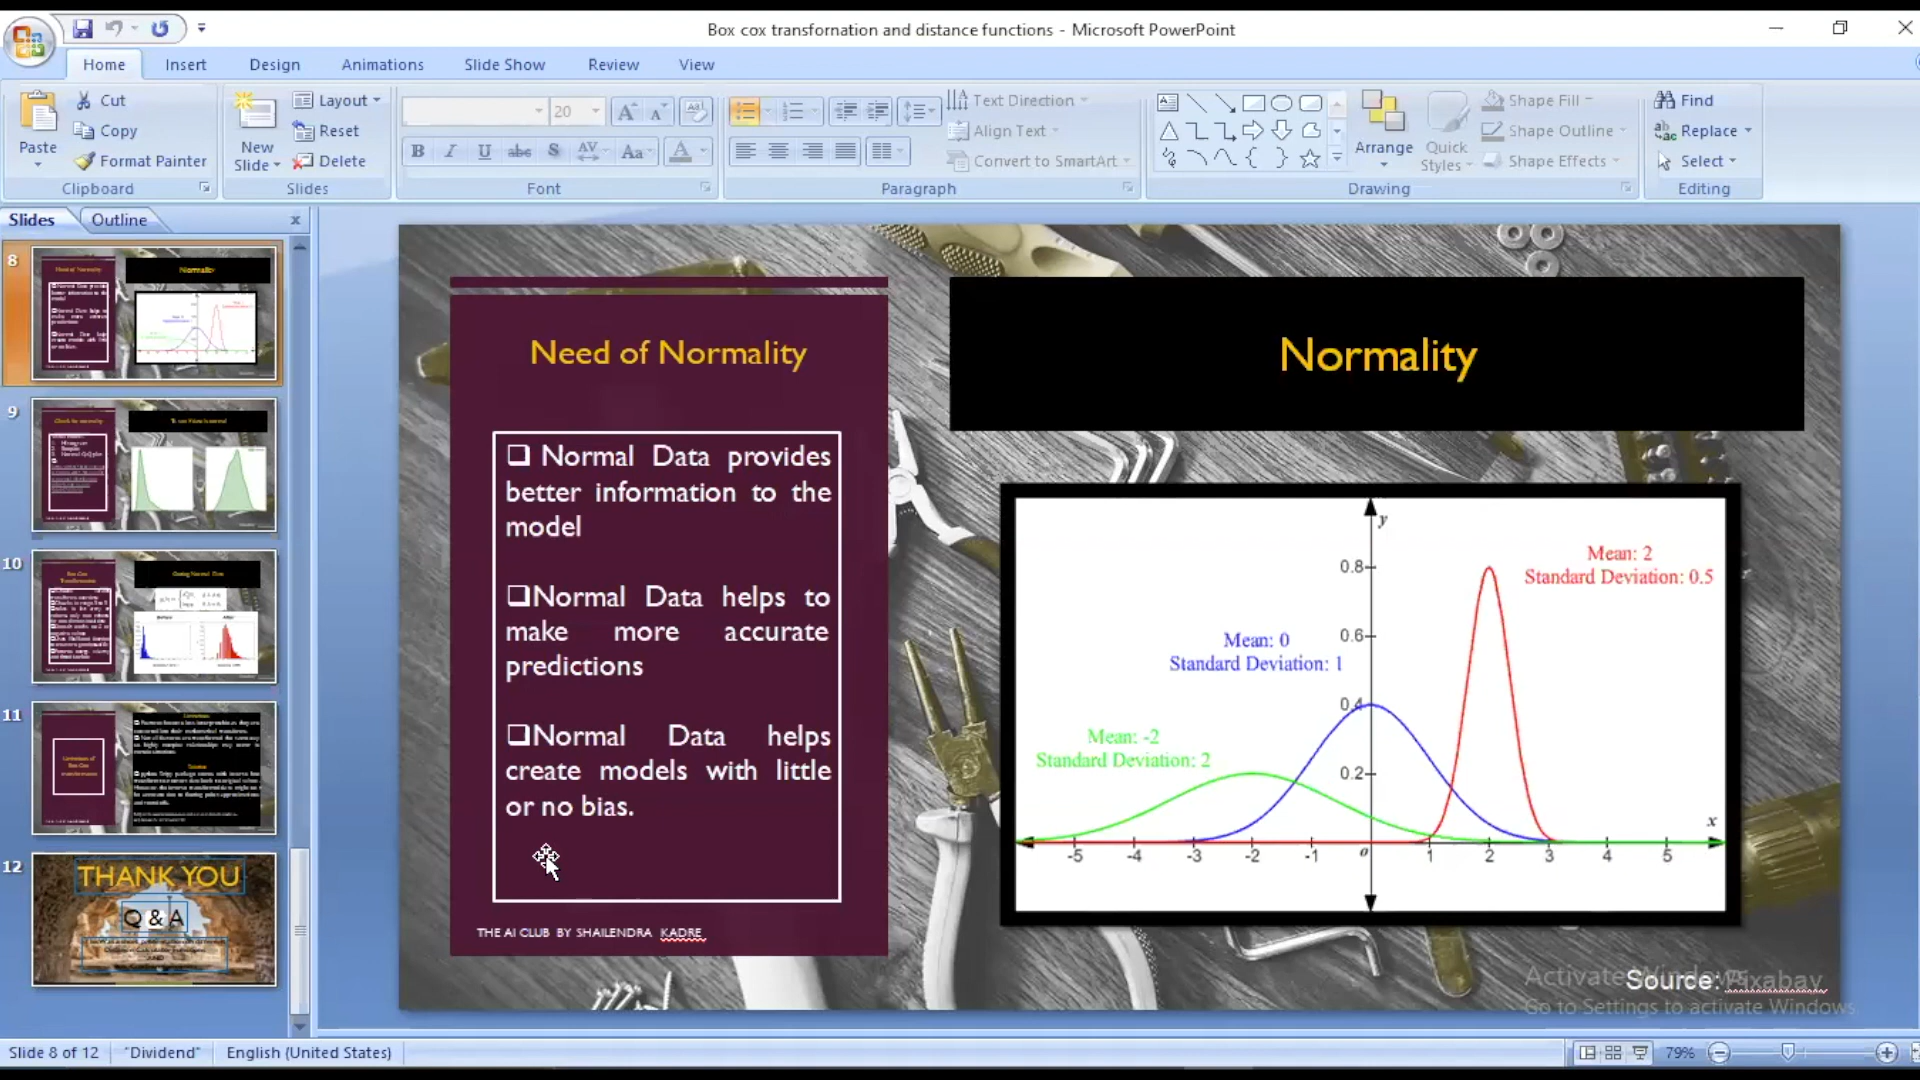 Box cox transfornation and distance functions - Microsoft PowerPoint
Home Insert Design Animations Slide Show Review View
Paste
Cut
Copy
Format Painter
Clipboard
New Slide
Layout
Reset
Delete
Slides
20
Font
Text Direction
Align Text
Convert to SmartArt
Paragraph
Arrange
Quick Styles
Shape Fill
Shape Outline
Shape Effects
Drawing
Find
Replace
Select
Editing
Slides Outline
8
Need of Normality
Normality
9
10
11
12
THANK YOU
Q & A
Need of Normality
Normal Data provides
better information to the
model
Normal Data helps to
make more accurate
predictions
Normal Data helps
create models with little
or no bias.
THE AI CLUB BY SHAILENDRA KADRE
Normality
y
0.8
0.6
0.4
0.2
Mean: 2
Standard Deviation: 0.5
Mean: 0
Standard Deviation: 1
Mean: -2
Standard Deviation: 2
x
-5 -4 -3 -2 -1 o 1 2 3 4 5
Source: Pixabay
Activate Windows
Go to Settings to activate Windows.
Slide 8 of 12 "Dividend" English (United States) 79%